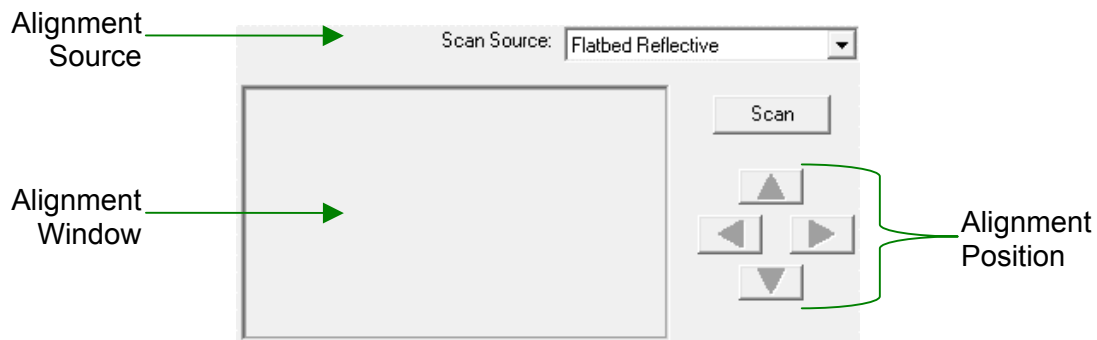 Alignment
Source
Scan Source: Flatbed Reflective
Scan
Alignment
Window
Alignment
Position